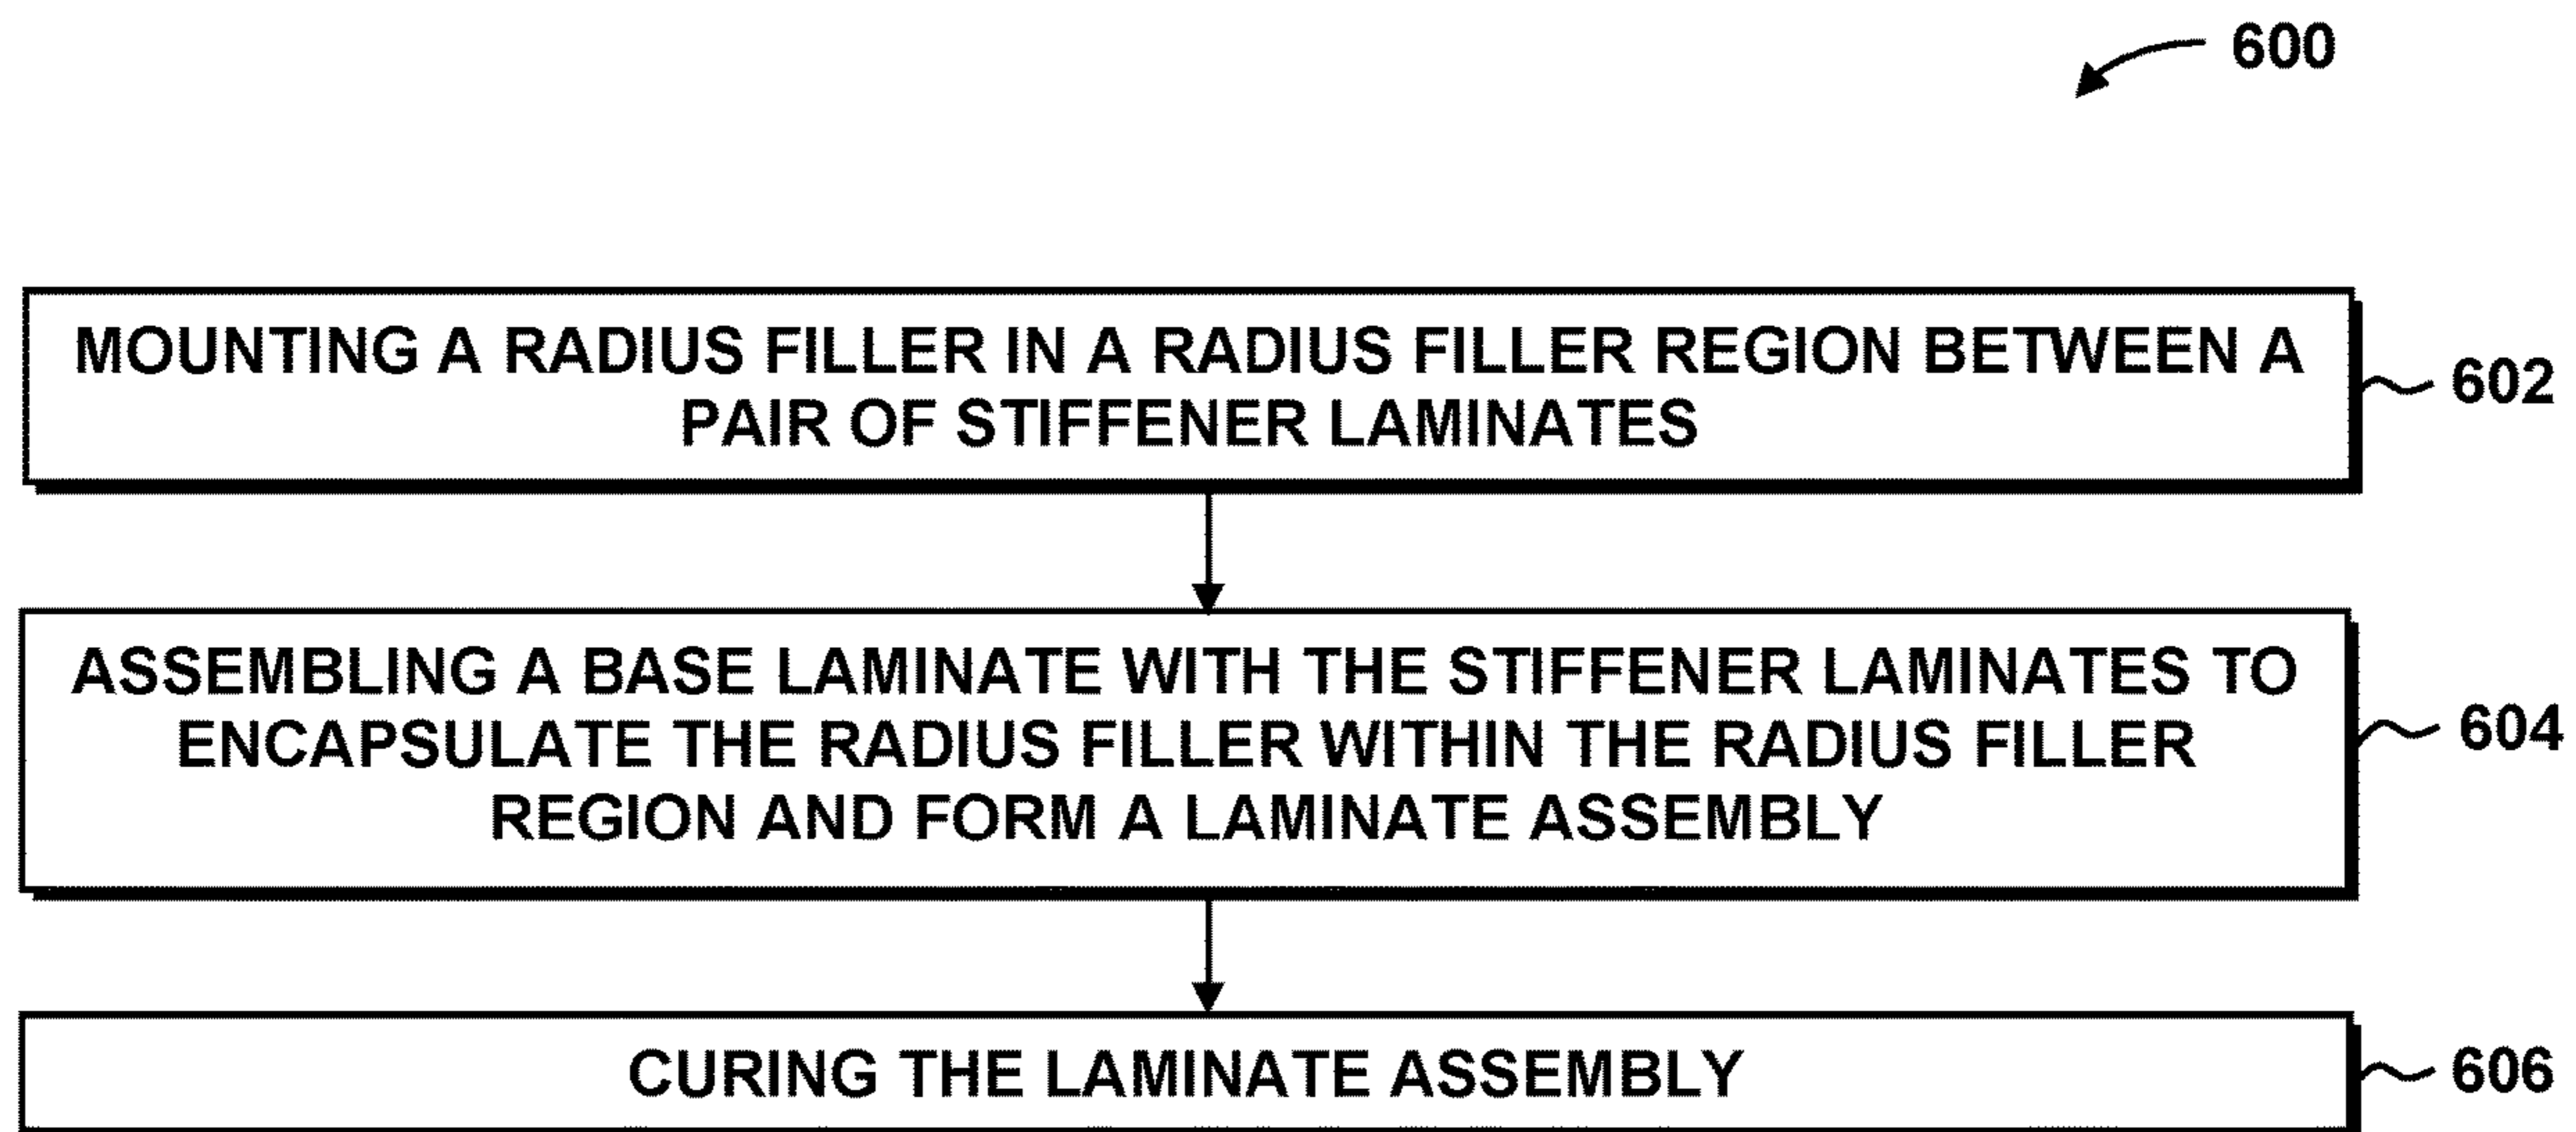 600
MOUNTING A RADIUS FILLER IN A RADIUS FILLER REGION BETWEEN A
PAIR OF STIFFENER LAMINATES
602
ASSEMBLING A BASE LAMINATE WITH THE STIFFENER LAMINATES TO
ENCAPSULATE THE RADIUS FILLER WITHIN THE RADIUS FILLER
REGION AND FORM A LAMINATE ASSEMBLY
604
CURING THE LAMINATE ASSEMBLY
606